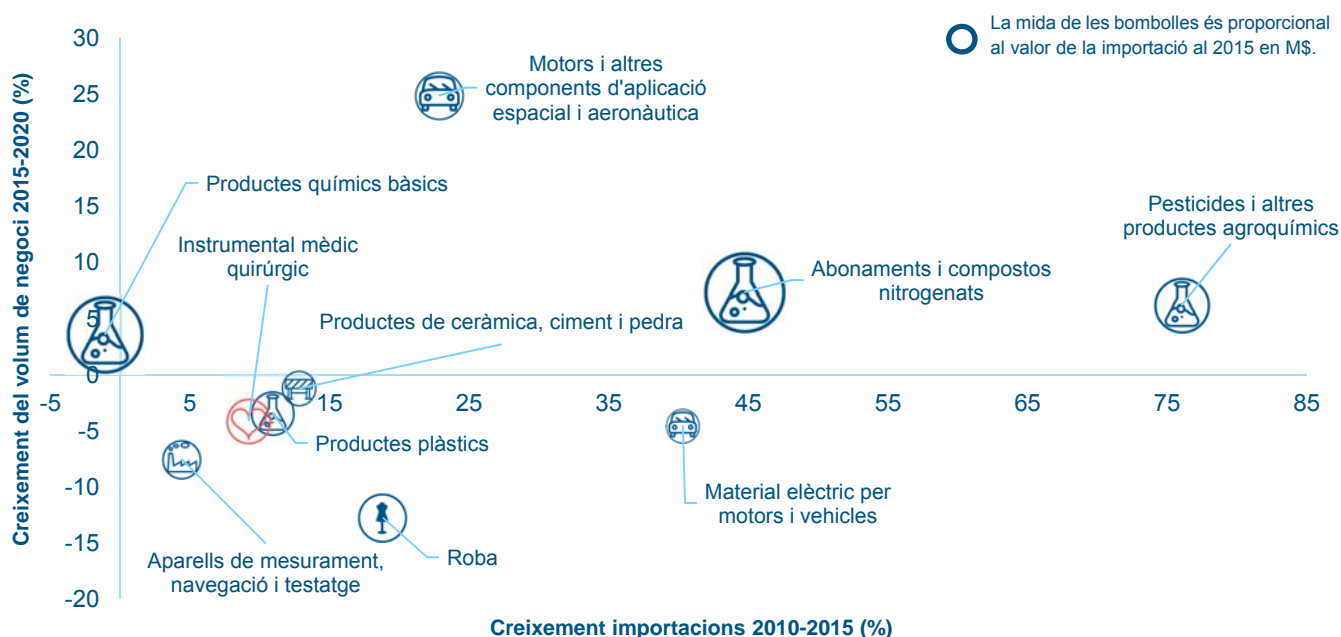 La mida de les bombolles és proporcional
al valor de la importació al 2015 en M$.
Creixement del volum de negoci 2015-2020 (%)
30
25
20
15
10
5
0
-5
-10
-15
-20
Motors i altres
components d'aplicació
espacial i aeronàutica
Productes químics bàsics
Instrumental mèdic
quirúrgic
Productes de ceràmica, ciment i pedra
Abonaments i compostos
nitrogenats
Pesticides i altres
productes agroquímics
-5
5
15
25
35
45
55
65
75
85
Productes plàstics
Material elèctric per
motors i vehicles
Aparells de mesurament,
navegació i testatge
Roba
Creixement importacions 2010-2015 (%)